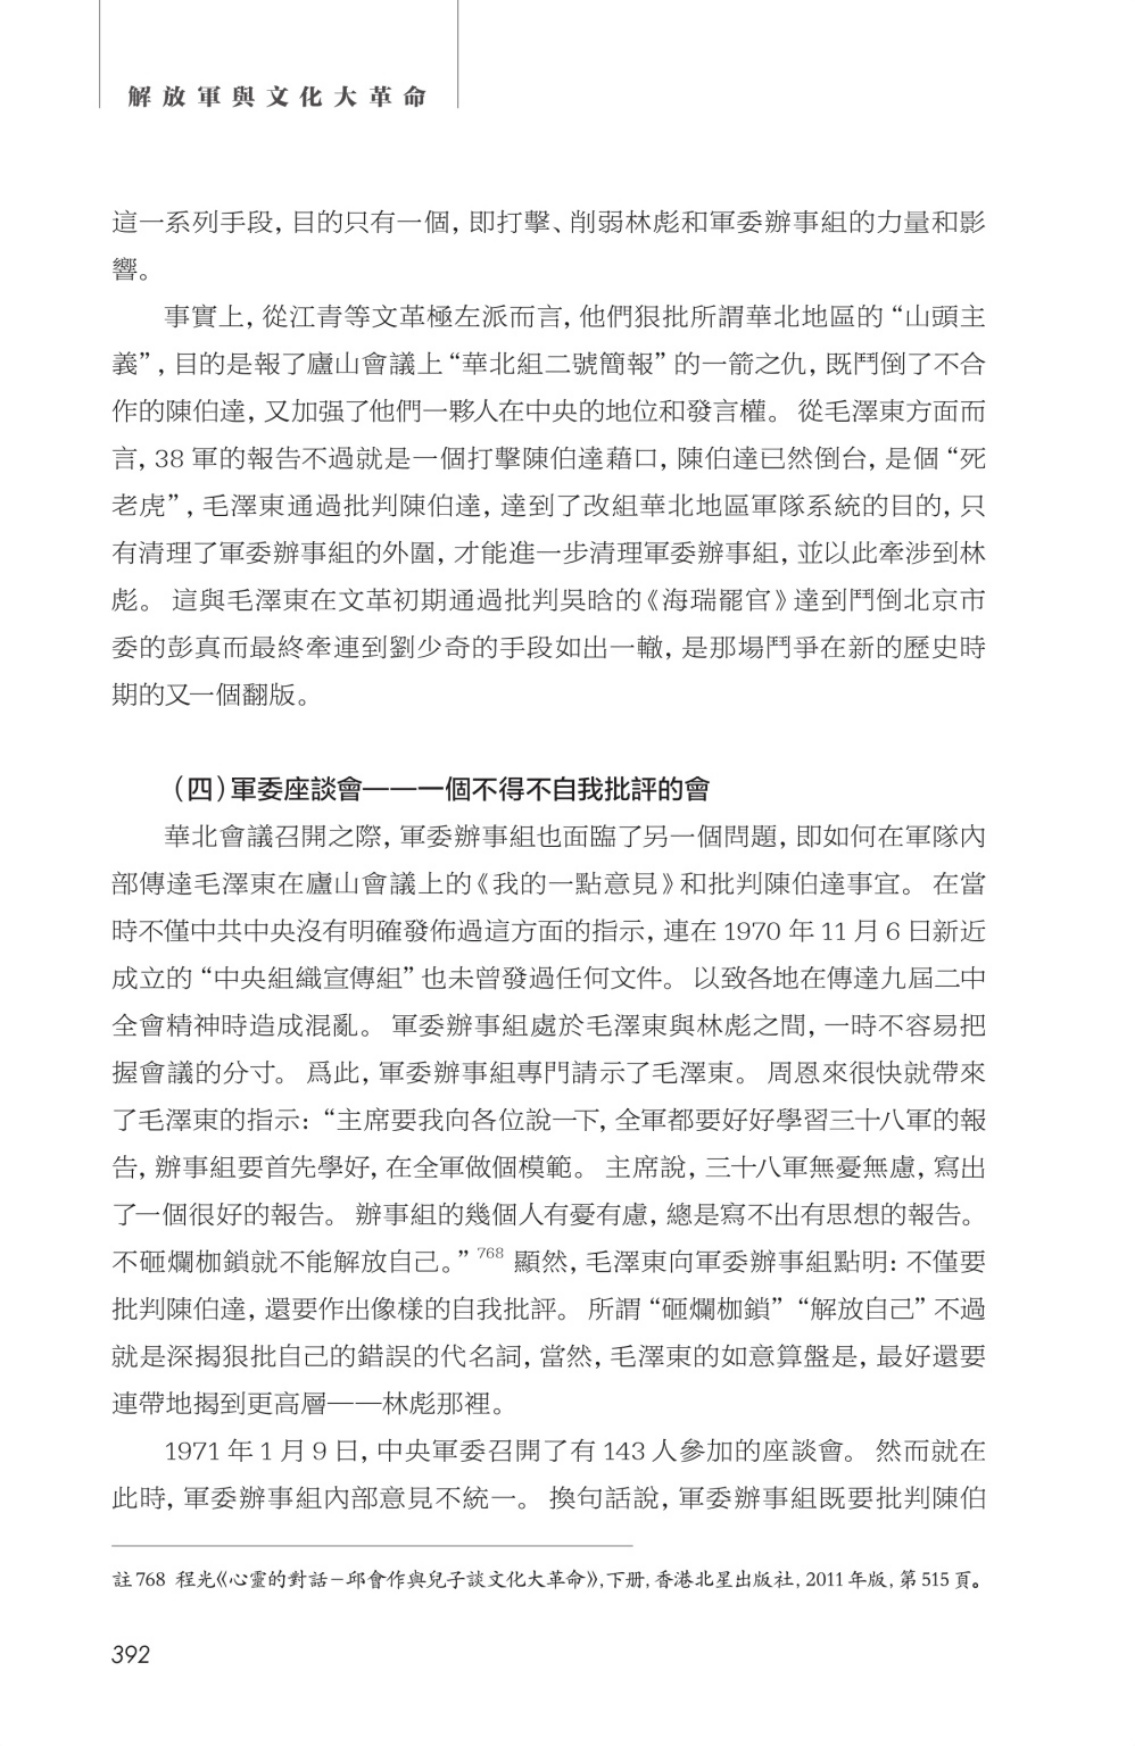 解放軍與文化大革命
這一系列手段，目的只有一個，即打擊、削弱林彪和軍委辦事組的力量和影
響。
事實上，從江青等文革極左派而言，他們狠批所謂華北地區的“山頭主
義”，目的是報了廬山會議上“華北組二號簡報”的一箭之仇，既鬥倒了不合
作的陳伯達，又加强了他們一夥人在中央的地位和發言權。從毛澤東方面而
言，38 軍的報告不過就是一個打擊陳伯達藉口，陳伯達已然倒台，是個“死
老虎”，毛澤東通過批判陳伯達，達到了改組華北地區軍隊系統的目的，只
有清理了軍委辦事組的外圍，才能進一步清理軍委辦事組，並以此牽涉到林
彪。這與毛澤東在文革初期通過批判吳晗的《海瑞罷官》達到鬥倒北京市
委的彭真而最終牽連到劉少奇的手段如出一轍，是那場鬥爭在新的歷史時
期的又一個翻版。
（四）軍委座談會——一個不得不自我批評的會
華北會議召開之際，軍委辦事組也面臨了另一個問題，即如何在軍隊內
部傳達毛澤東在廬山會議上的《我的一點意見》和批判陳伯達事宜。在當
時不僅中共中央沒有明確發佈過這方面的指示，連在 1970 年 11 月 6 日新近
成立的“中央組織宣傳組”也未曾發過任何文件。以致各地在傳達九屆二中
全會精神時造成混亂。軍委辦事組處於毛澤東與林彪之間，一時不容易把
握會議的分寸。爲此，軍委辦事組專門請示了毛澤東。周恩來很快就帶來
了毛澤東的指示：“主席要我向各位說一下，全軍都要好好學習三十八軍的報
告，辦事組要首先學好，在全軍做個模範。主席說，三十八軍無憂無慮，寫出
了一個很好的報告。辦事組的幾個人有憂有慮，總是寫不出有思想的報告。
不砸爛枷鎖就不能解放自己。”768 顯然，毛澤東向軍委辦事組點明：不僅要
批判陳伯達，還要作出像樣的自我批評。所謂“砸爛枷鎖”“解放自己”不過
就是深揭狠批自己的錯誤的代名詞，當然，毛澤東的如意算盤是，最好還要
連帶地揭到更高層——林彪那裡。
1971 年 1 月 9 日，中央軍委召開了有 143 人參加的座談會。然而就在
此時，軍委辦事組內部意見不統一。換句話說，軍委辦事組既要批判陳伯
註768 程光《心靈的對話－邱會作與兒子談文化大革命》，下冊，香港北星出版社，2011 年版，第 515 頁。
392